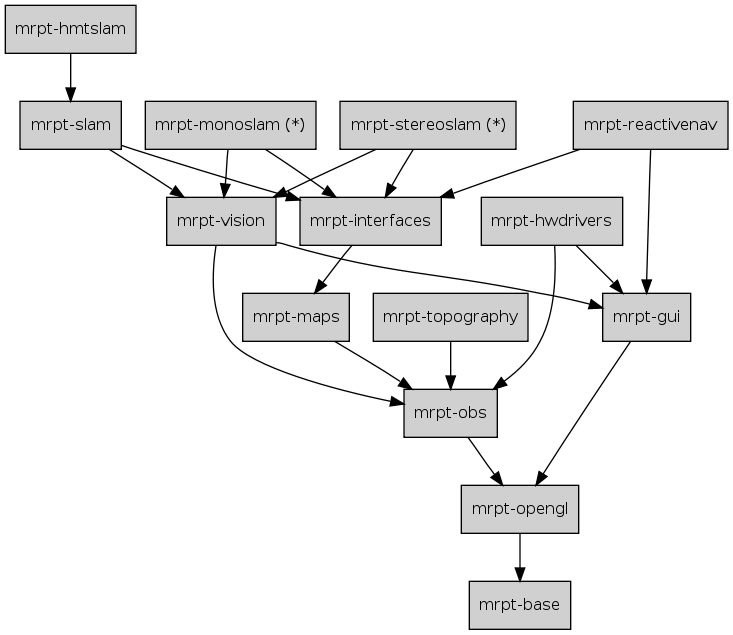 mrpt-hmtslam
mrpt-slam
mrpt-monoslam (*)
mrpt-stereoslam (*)
mrpt-reactivenav
mrpt-vision
mrpt-interfaces
mrpt-hwdrivers
mrpt-maps
mrpt-topography
mrpt-gui
mrpt-obs
mrpt-opengl
mrpt-base